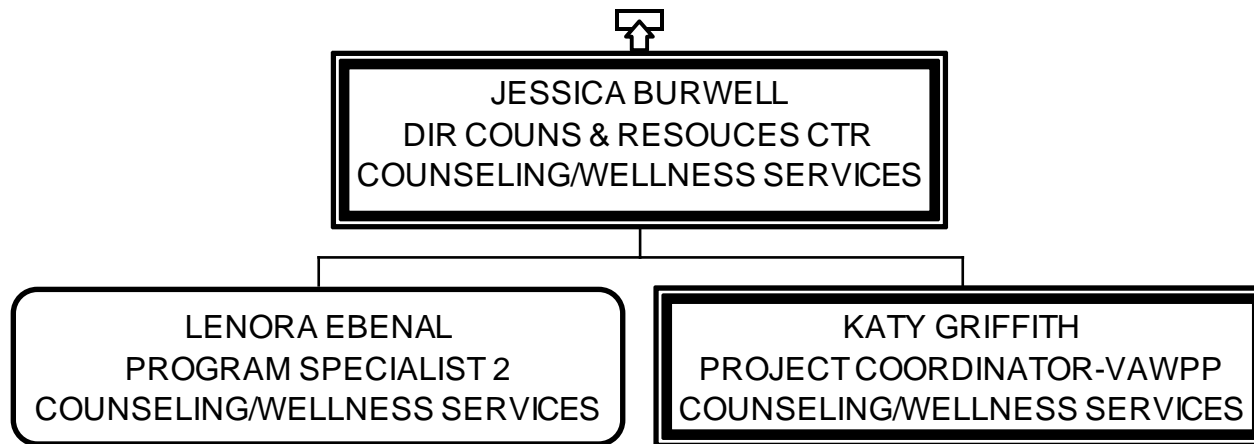 JESSICA BURWELL
DIR COUNS & RESOUCES CTR
COUNSELING/WELLNESS SERVICES
LENORA EBENAL
PROGRAM SPECIALIST 2
COUNSELING/WELLNESS SERVICES
KATY GRIFFITH
PROJECT COORDINATOR-VAWPP
COUNSELING/WELLNESS SERVICES